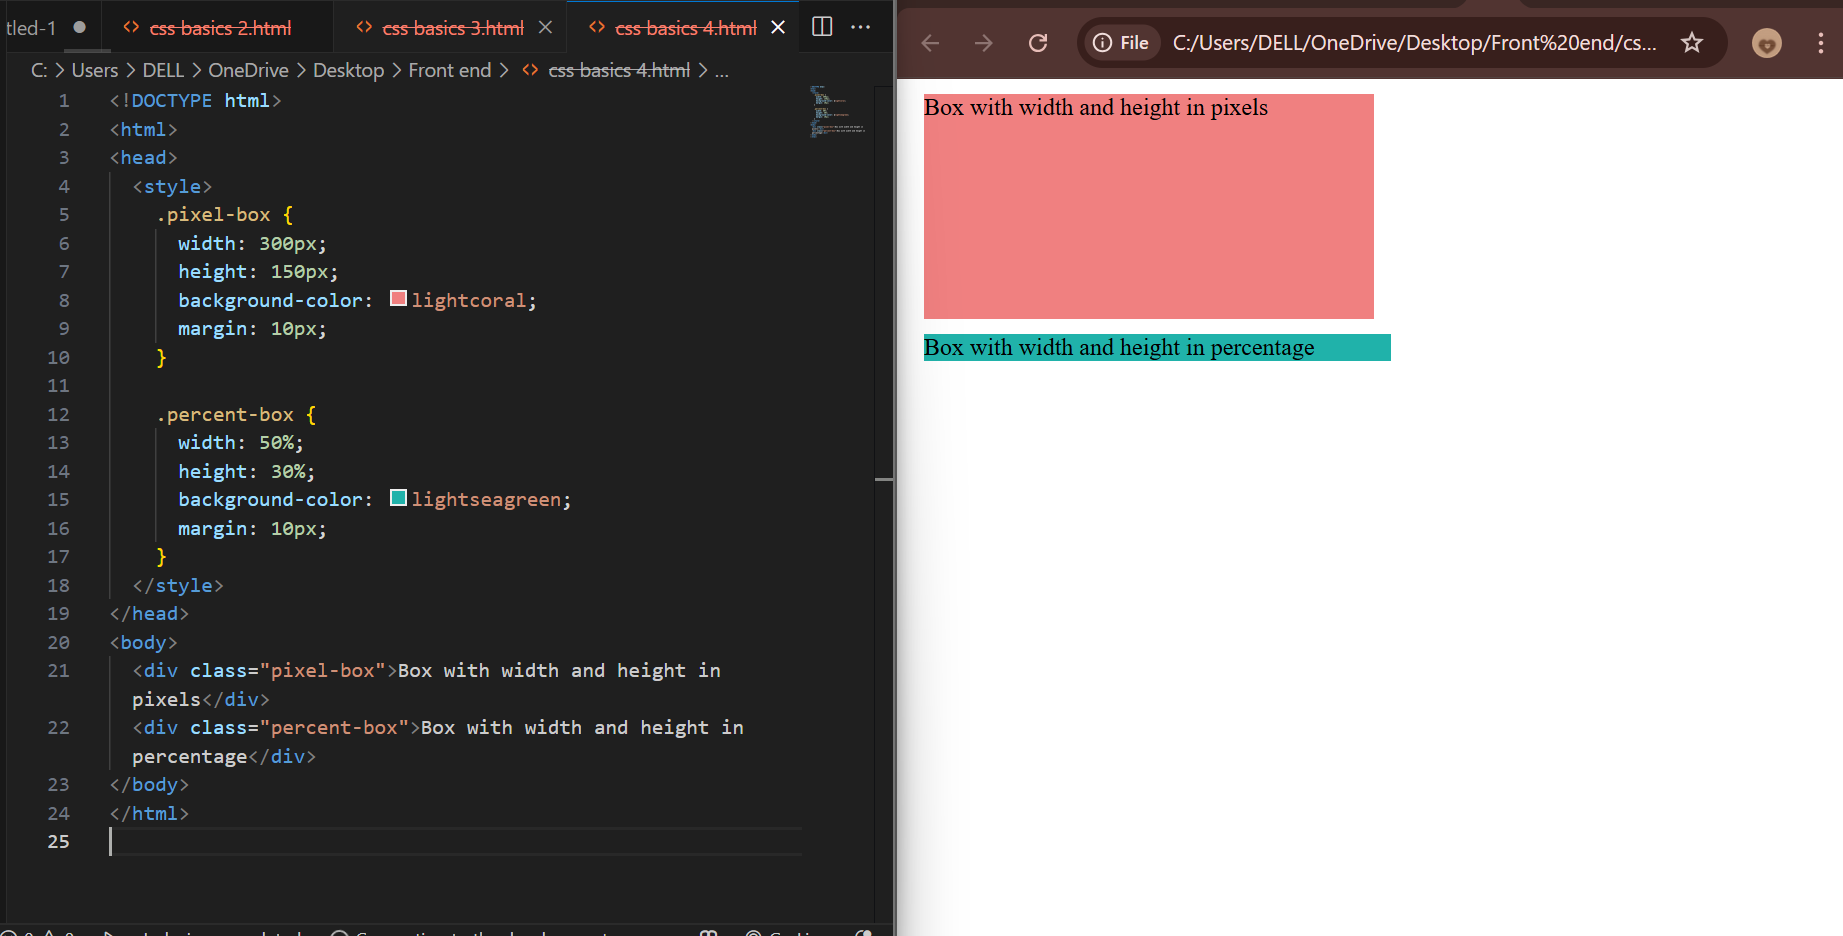 tled-1 ● <> css basics 2.html <> css basics 3.html <> css basics 4.html
C: > Users > DELL > OneDrive > Desktop > Front end > <> css basics 4.html > ...
1 <!DOCTYPE html>
2 <html>
3 <head>
4 <style>
5 .pixel-box {
6 width: 300px;
7 height: 150px;
8 background-color: lightcoral;
9 margin: 10px;
10 }
11
12 .percent-box {
13 width: 50%;
14 height: 30%;
15 background-color: lightseagreen;
16 margin: 10px;
17 }
18 </style>
19 </head>
20 <body>
21 <div class="pixel-box">Box with width and height in
pixels</div>
22 <div class="percent-box">Box with width and height in
percentage</div>
23 </body>
24 </html>
25
File C:/Users/DELL/OneDrive/Desktop/Front%20end/cs...
Box with width and height in pixels
Box with width and height in percentage